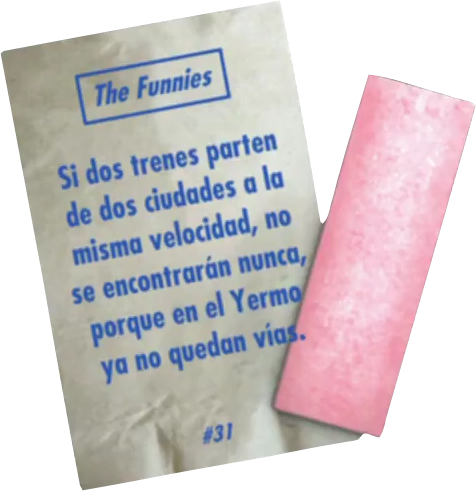 The Funnies
Si dos trenes parten
de dos ciudades a la
misma velocidad, no
se encontrarán nunca,
porque en el Yermo
ya no quedan vías.
#31